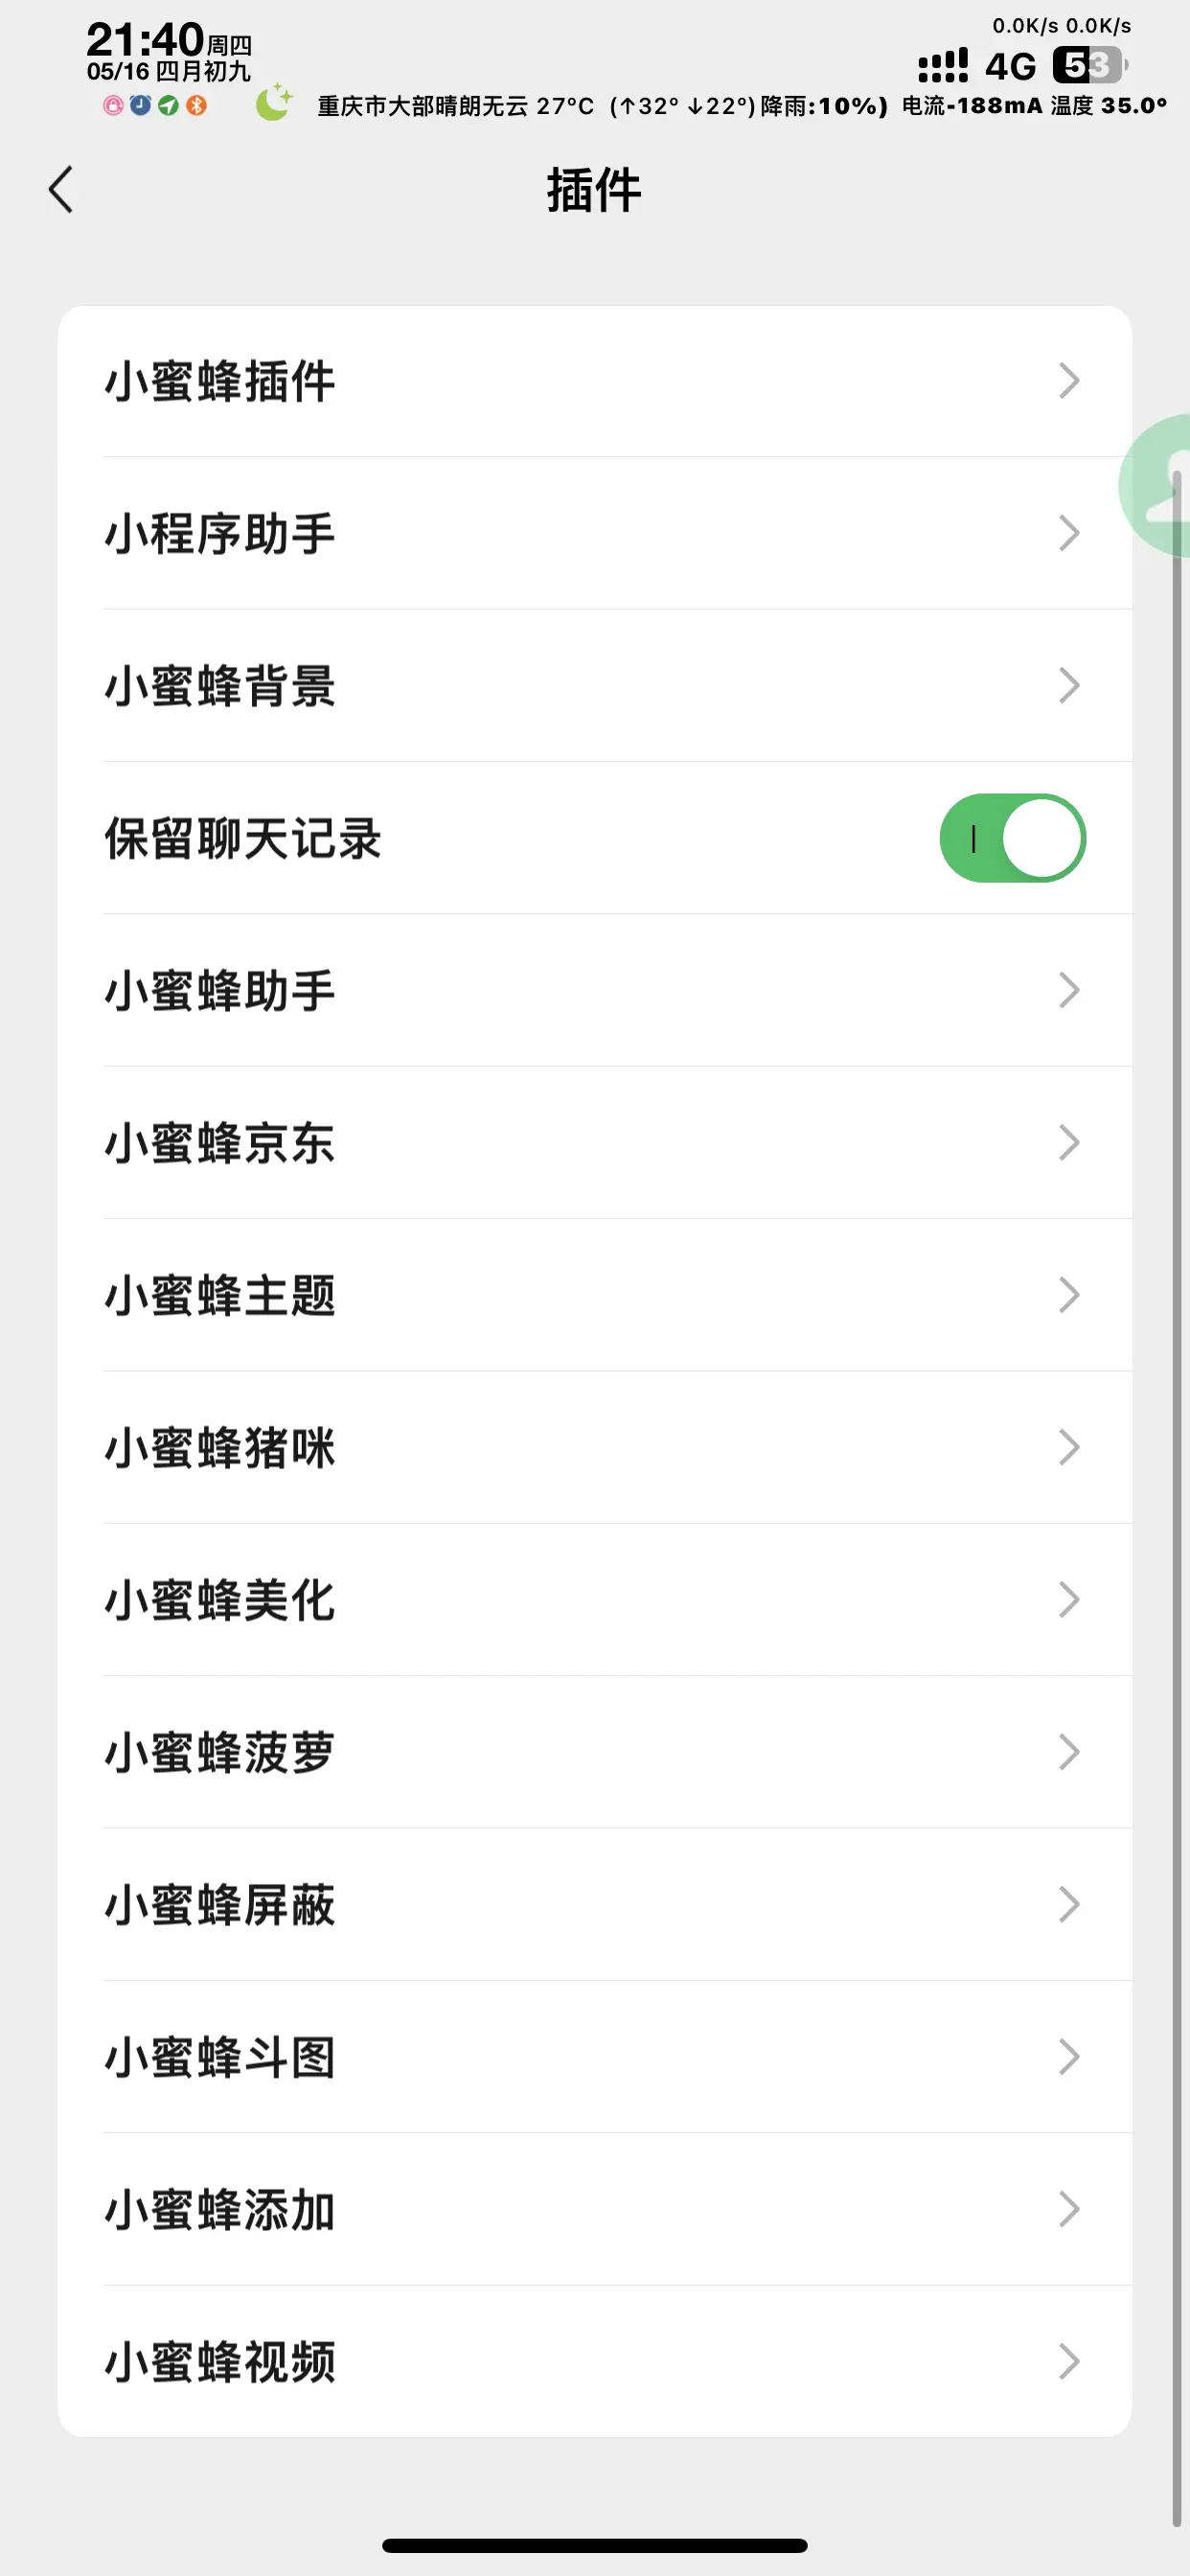 0.0K/s 0.0K/s
21:40周四
05/16 四月初九
4G 53
重庆市大部晴朗无云 27°C (↑32° ↓22°)降雨:10%) 电流-188mA 温度 35.0°
插件
小蜜蜂插件
小程序助手
小蜜蜂背景
保留聊天记录
小蜜蜂助手
小蜜蜂京东
小蜜蜂主题
小蜜蜂猪咪
小蜜蜂美化
小蜜蜂菠萝
小蜜蜂屏蔽
小蜜蜂斗图
小蜜蜂添加
小蜜蜂视频